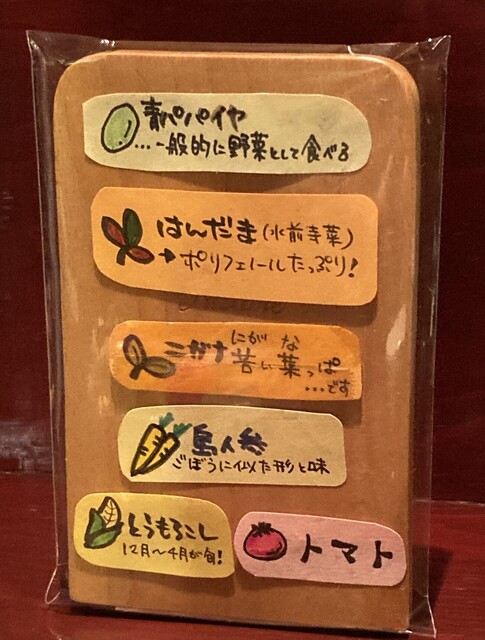 青パパイヤ
…一般的に野菜として食べる
はんだま(水前寺菜)
→ポリフェノールたっぷり!
ニガナ 苦い葉っぱ
にが な
…です
島人参
ごぼうに似た形と味
とうもろこし
12月～4月が旬!
トマト